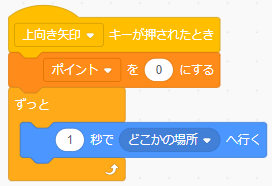 上向き矢印 キーが押されたとき
ポイント を 0 にする
ずっと
1 秒で どこかの場所 へ行く